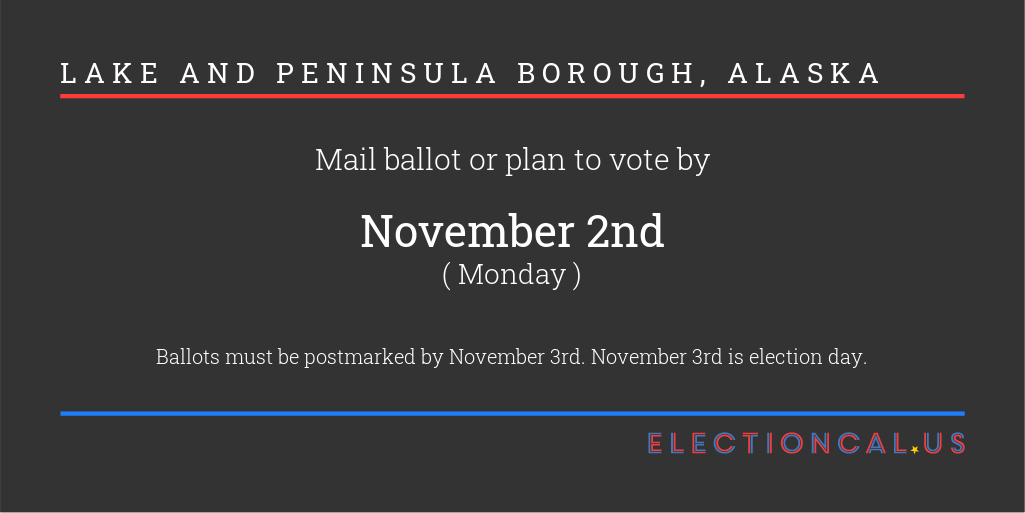 LAKE AND PENINSULA BOROUGH, ALASKA
Mail ballot or plan to vote by
November 2nd
( Monday )
Ballots must be postmarked by November 3rd. November 3rd is election day.
ELECTIONCAL.US